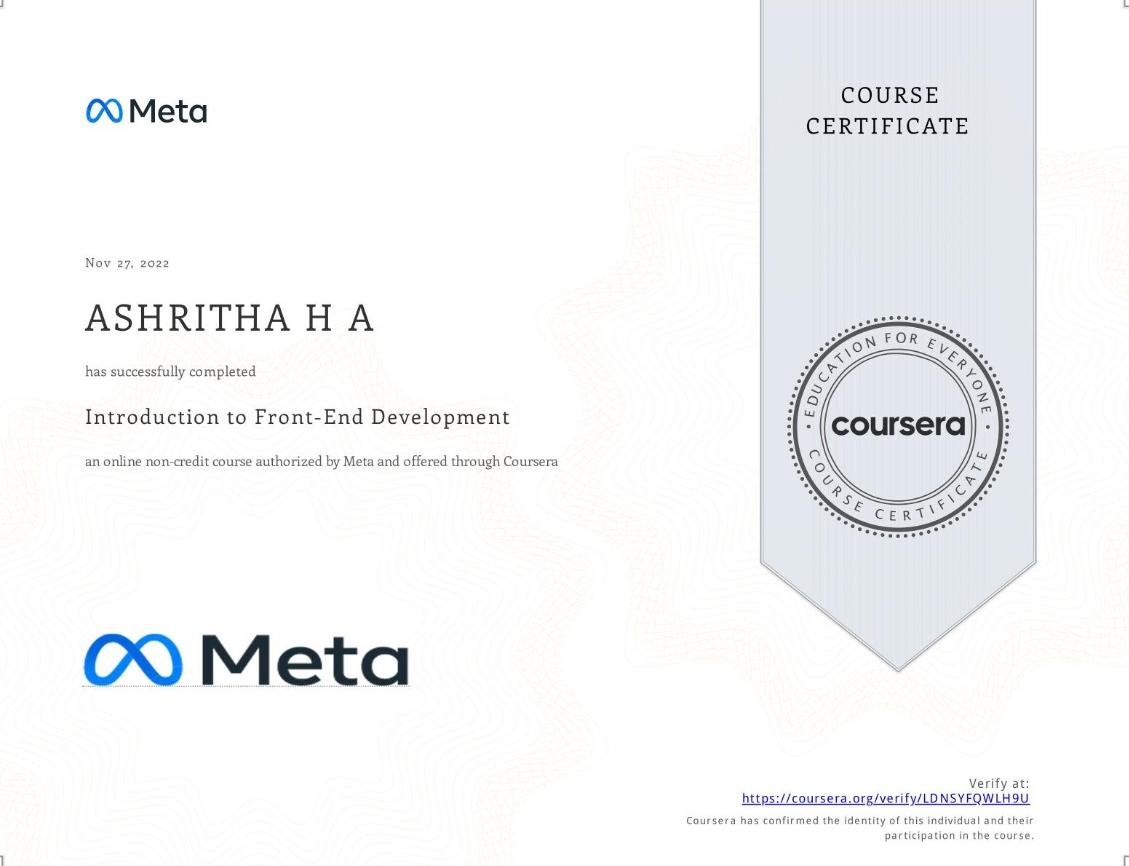 Meta
COURSE
CERTIFICATE
Nov 27, 2022
ASHRITHA H A
has successfully completed
Introduction to Front-End Development
an online non-credit course authorized by Meta and offered through Coursera
EDUCATION FOR EVERYONE
coursera
COURSE CERTIFICATE
Meta
Verify at:
https://coursera.org/verify/LDNSYFQWLH9U
Coursera has confirmed the identity of this individual and their
participation in the course.